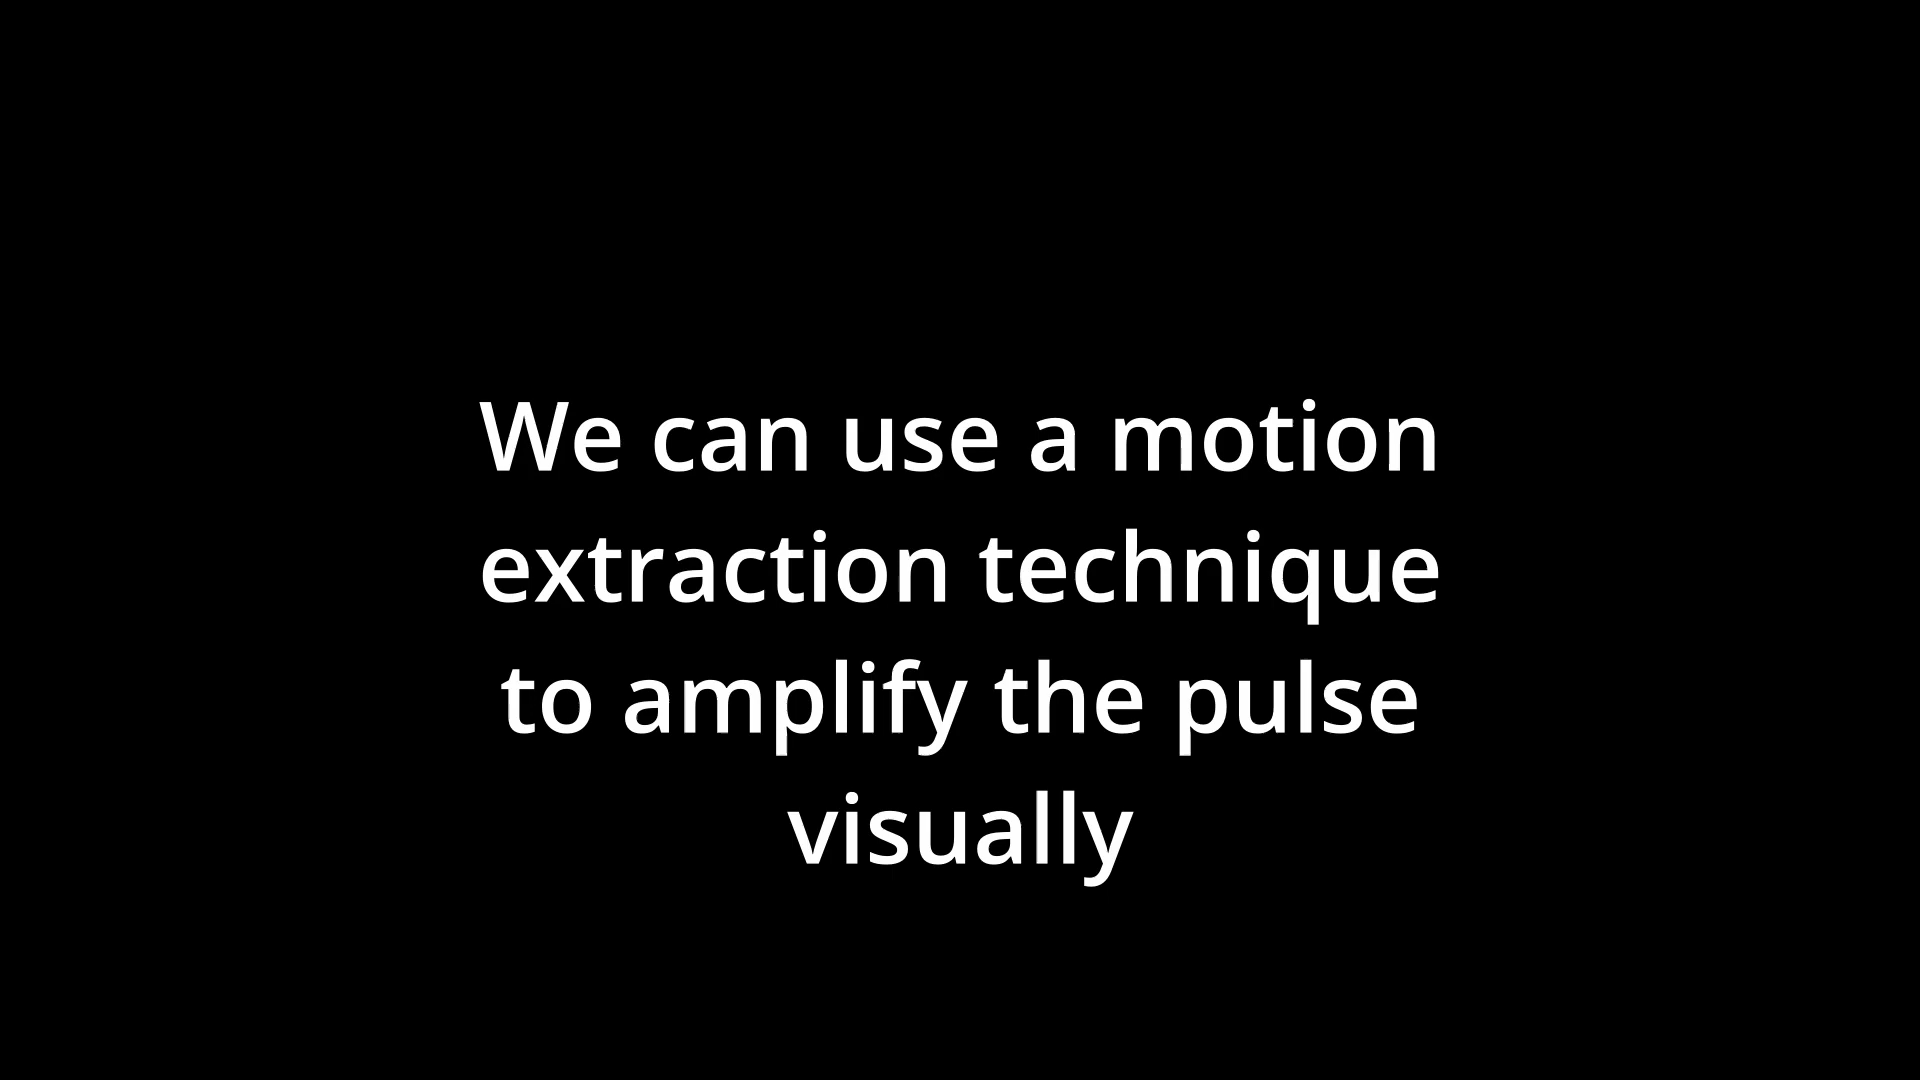 We can use a motion
extraction technique
to amplify the pulse
visually